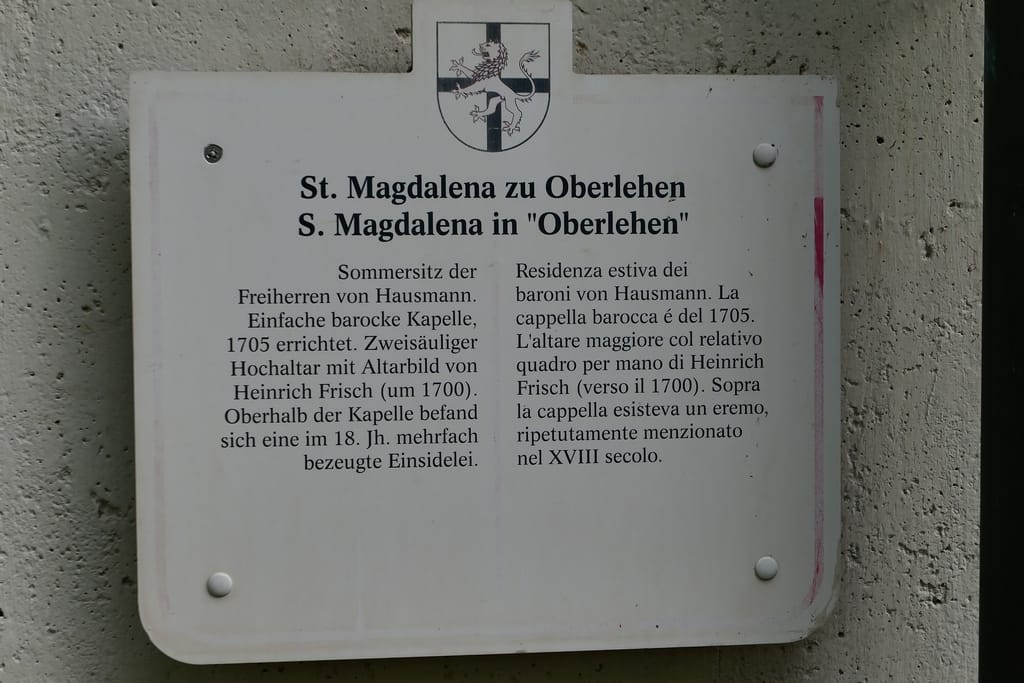 St. Magdalena zu Oberlehen
S. Magdalena in "Oberlehen"
Sommersitz der
Freiherren von Hausmann.
Einfache barocke Kapelle,
1705 errichtet. Zweisäuliger
Hochaltar mit Altarbild von
Heinrich Frisch (um 1700).
Oberhalb der Kapelle befand
sich eine im 18. Jh. mehrfach
bezeugte Einsidelei.
Residenza estiva dei
baroni von Hausmann. La
cappella barocca é del 1705.
L'altare maggiore col relativo
quadro per mano di Heinrich
Frisch (verso il 1700). Sopra
la cappella esisteva un eremo,
ripetutamente menzionato
nel XVIII secolo.